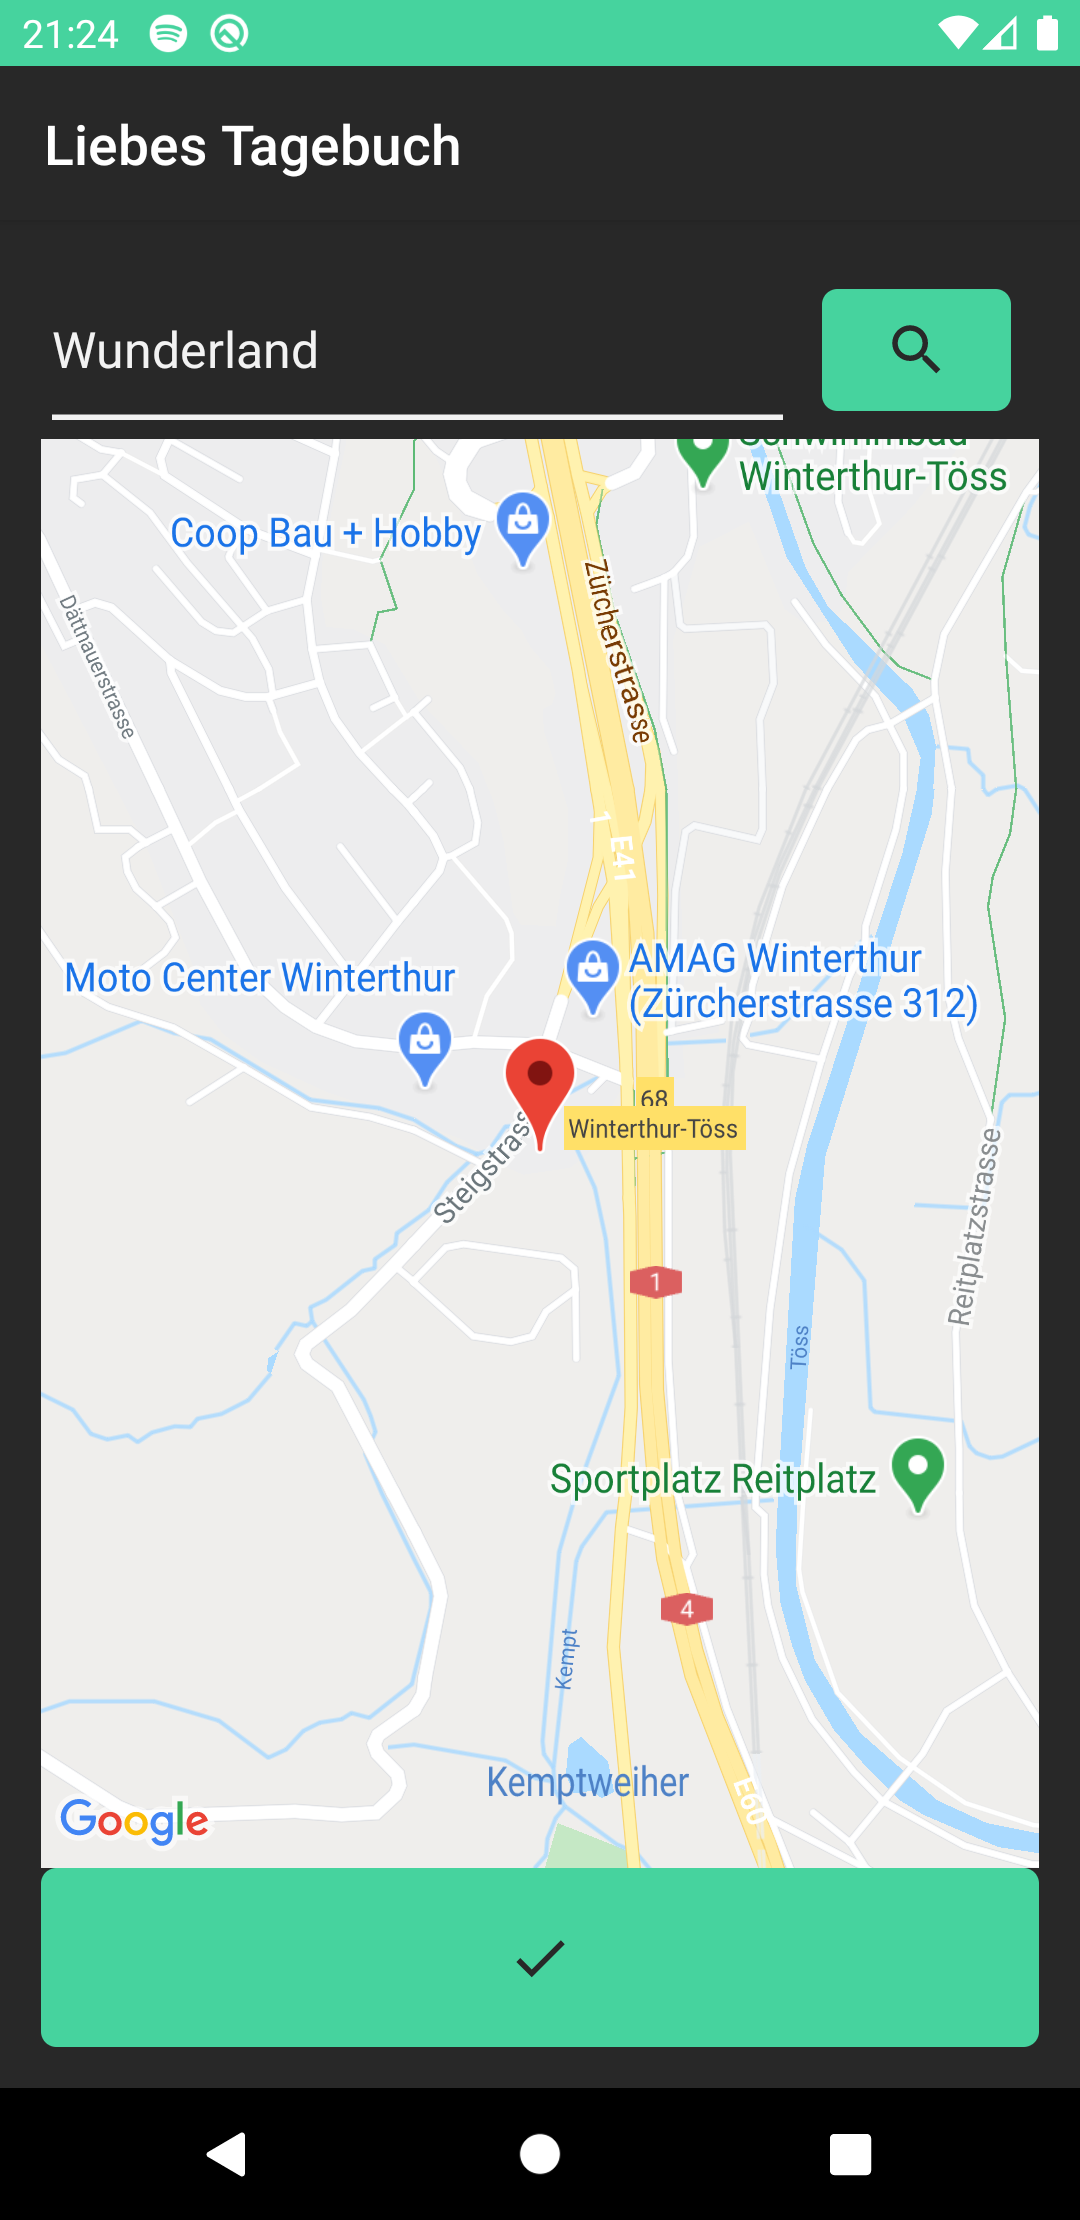 21:24
Liebes Tagebuch
Wunderland
Schwimmbad
Winterthur-Töss
Coop Bau + Hobby
Zürcherstrasse
Dättnauerstrasse
1
E41
AMAG Winterthur
(Zürcherstrasse 312)
Moto Center Winterthur
68
Winterthur-Töss
Steigstrass
Reitplatzstrasse
1
Töss
Sportplatz Reitplatz
4
Kempt
Kemptweiher
E60
Google